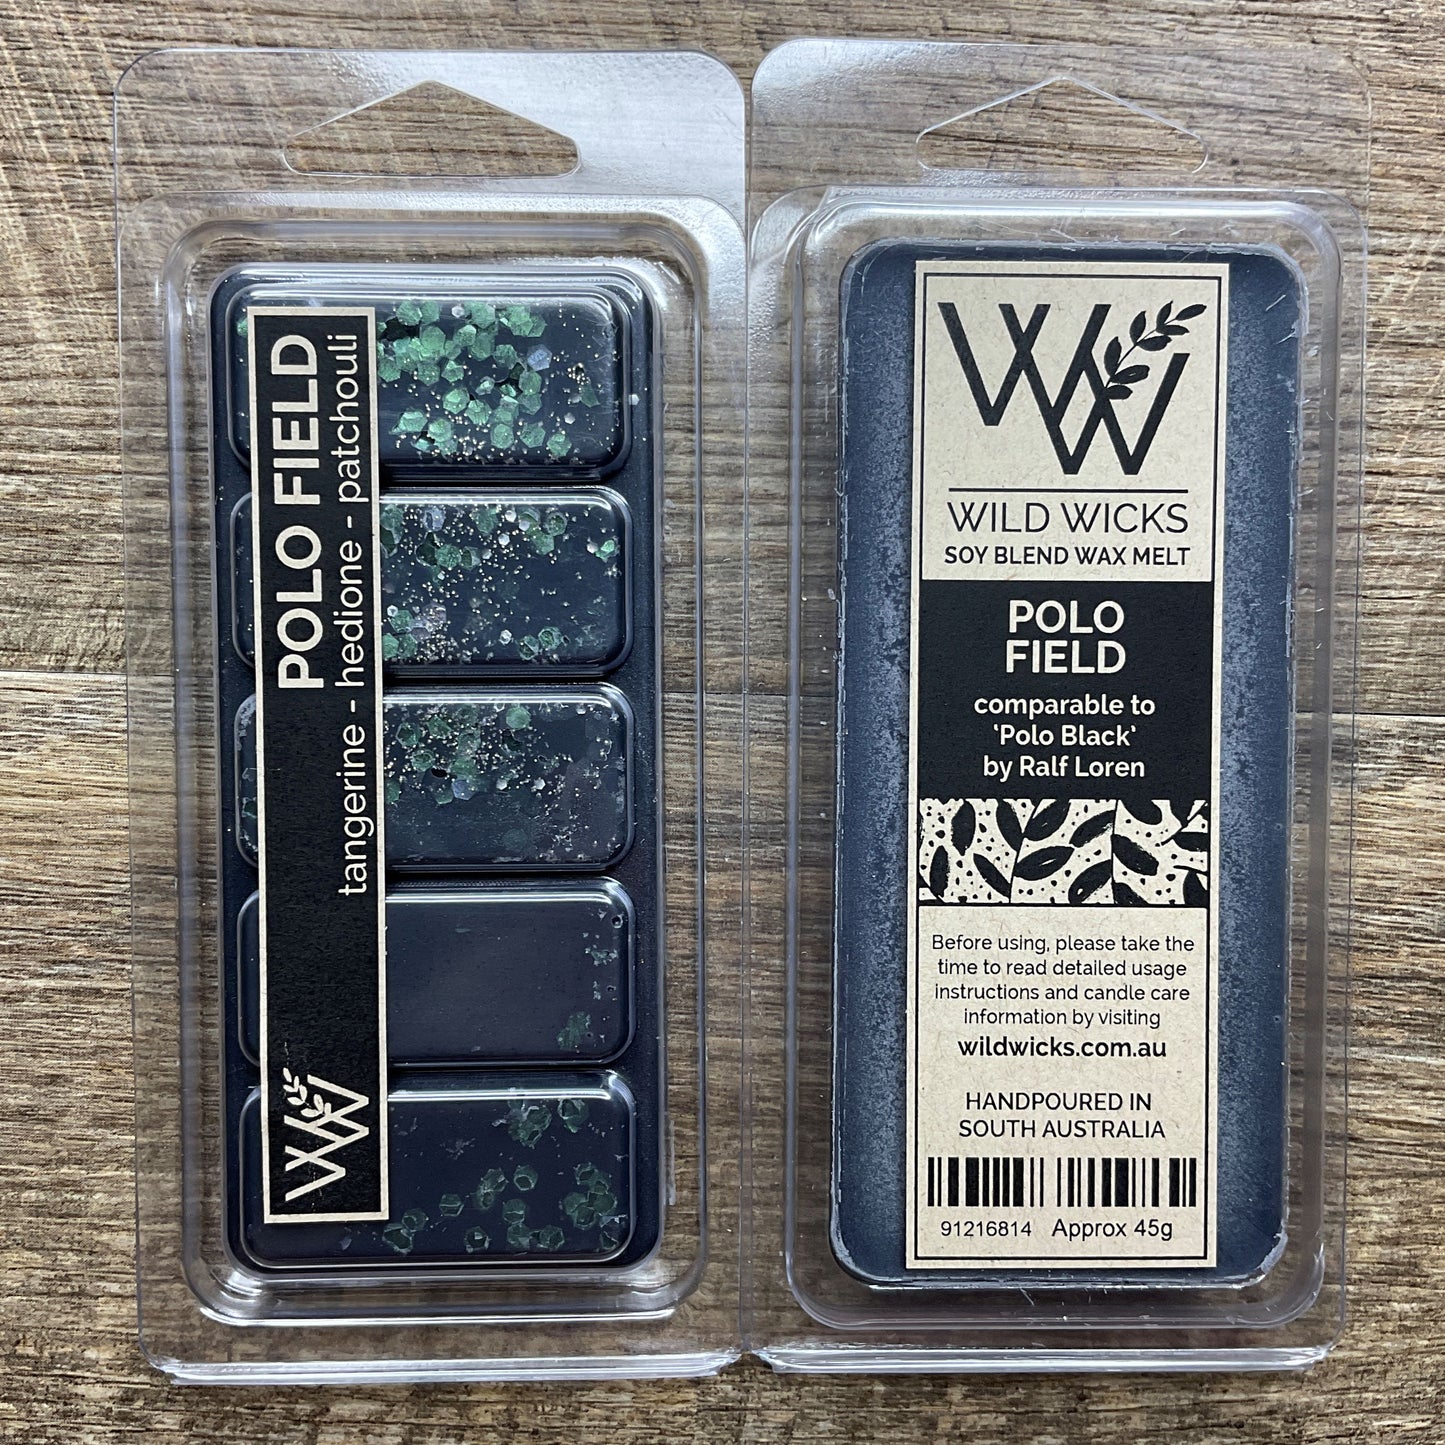 POLO FIELD
tangerine - hedione - patchouli
WW
WW
WILD WICKS
SOY BLEND WAX MELT
POLO
FIELD
comparable to
'Polo Black'
by Ralf Loren
Before using, please take the
time to read detailed usage
instructions and candle care
information by visiting
wildwicks.com.au
HANDPOURED IN
SOUTH AUSTRALIA
91216814 Approx 45g